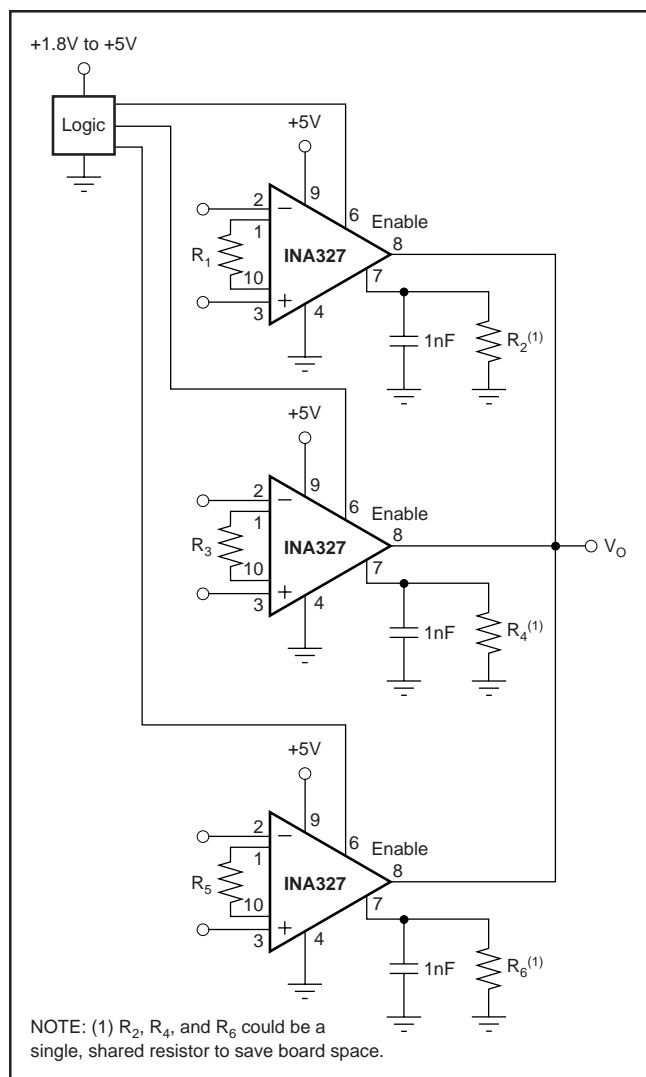 +1.8V to +5V
Logic
+5V
9
2
−
6
Enable
1
8
R1
INA327
7
10
+
3
4
1nF
R2(1)
+5V
9
2
−
6
Enable
1
8
R3
INA327
VO
7
10
+
3
4
1nF
R4(1)
+5V
9
2
−
6
Enable
1
8
R5
INA327
7
10
+
3
4
1nF
R6(1)
NOTE: (1) R2, R4, and R6 could be a
single, shared resistor to save board space.